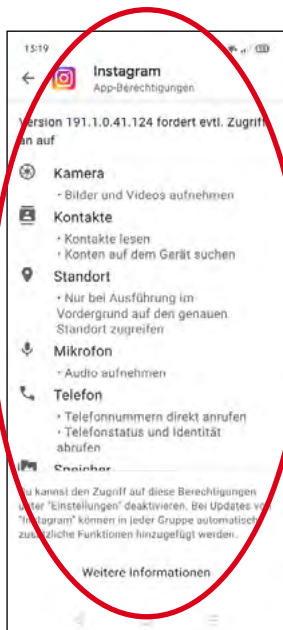 15:19
Instagram
App-Berechtigungen
Version 191.1.0.41.124 fordert evtl. Zugriff
an auf
Kamera
• Bilder und Videos aufnehmen
Kontakte
• Kontakte lesen
• Konten auf dem Gerät suchen
Standort
• Nur bei Ausführung im
Vordergrund auf den genauen
Standort zugreifen
Mikrofon
• Audio aufnehmen
Telefon
• Telefonnummern direkt anrufen
• Telefonstatus und Identität
abrufen
Speicher
Du kannst den Zugriff auf diese Berechtigungen
unter "Einstellungen" deaktivieren. Bei Updates von
"Instagram" können in jeder Gruppe automatisch
zusätzliche Funktionen hinzugefügt werden.
Weitere Informationen